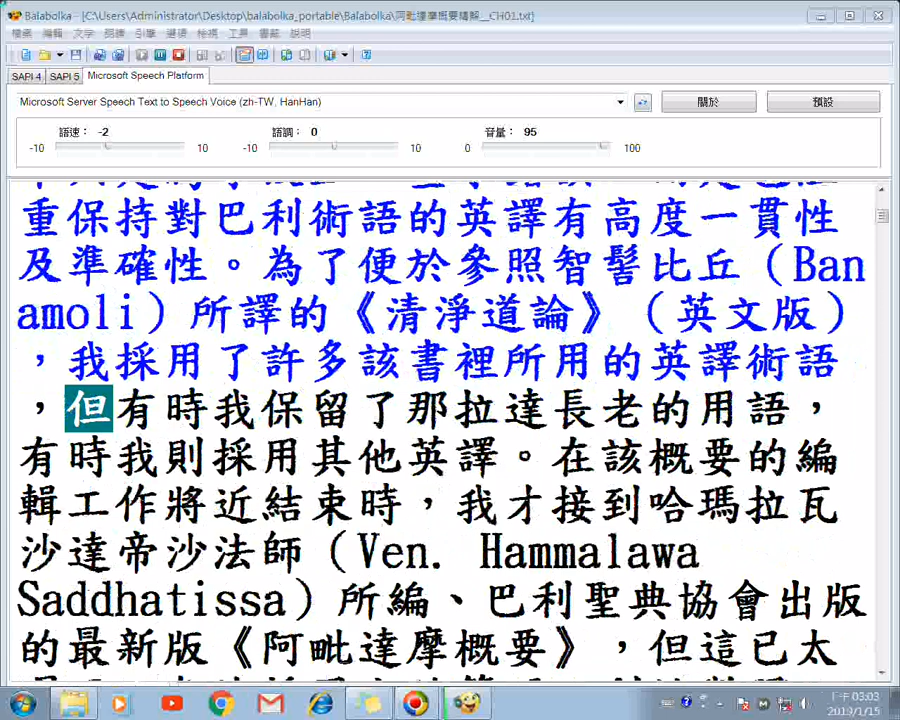 Balabolka - [C:\Users\Administrator\Desktop\balabolka_portable\Balabolka\阿毗達摩概要精解__CH01.txt]
檔案 編輯 文字 朗讀 引擎 選項 檢視 工具 書籤 說明
SAPI 4 SAPI 5 Microsoft Speech Platform
Microsoft Server Speech Text to Speech Voice (zh-TW, HanHan) 關於 預設
語速： -2 語調： 0 音量： 95
-10 10 -10 10 0 100
重保持對巴利術語的英譯有高度一貫性
及準確性。為了便於參照智髻比丘（Ban
amoli）所譯的《清淨道論》（英文版）
，我採用了許多該書裡所用的英譯術語
，但有時我保留了那拉達長老的用語，
有時我則採用其他英譯。在該概要的編
輯工作將近結束時，我才接到哈瑪拉瓦
沙達帝沙法師（Ven. Hammalawa
Saddhatissa）所編、巴利聖典協會出版
的最新版《阿毗達摩概要》，但這已太
下午 03:03
2019/1/15